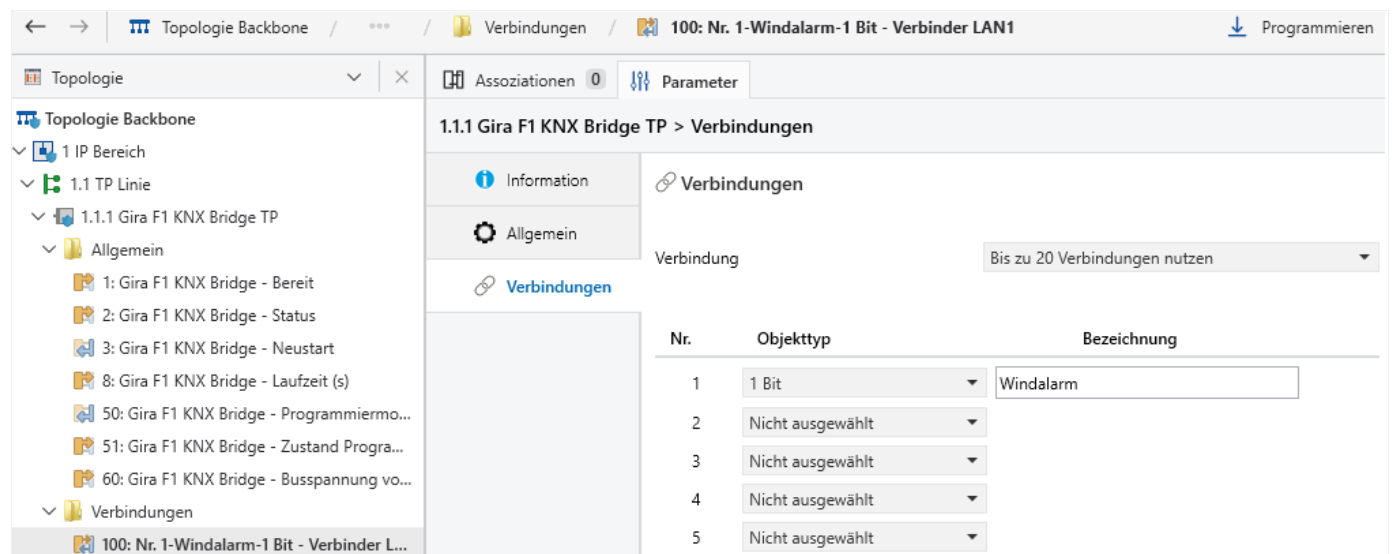 Topologie Backbone / ••• / Verbindungen / 100: Nr. 1-Windalarm-1 Bit - Verbinder LAN1 Programmieren
Topologie
Topologie Backbone
1 IP Bereich
1.1 TP Linie
1.1.1 Gira F1 KNX Bridge TP
Allgemein
1: Gira F1 KNX Bridge - Bereit
2: Gira F1 KNX Bridge - Status
3: Gira F1 KNX Bridge - Neustart
8: Gira F1 KNX Bridge - Laufzeit (s)
50: Gira F1 KNX Bridge - Programmiermo...
51: Gira F1 KNX Bridge - Zustand Progra...
60: Gira F1 KNX Bridge - Busspannung vo...
Verbindungen
100: Nr. 1-Windalarm-1 Bit - Verbinder L...
Assoziationen 0 Parameter
1.1.1 Gira F1 KNX Bridge TP > Verbindungen
Information
Allgemein
Verbindungen
Verbindungen
Verbindung Bis zu 20 Verbindungen nutzen
Nr. Objekttyp Bezeichnung
1 1 Bit Windalarm
2 Nicht ausgewählt
3 Nicht ausgewählt
4 Nicht ausgewählt
5 Nicht ausgewählt